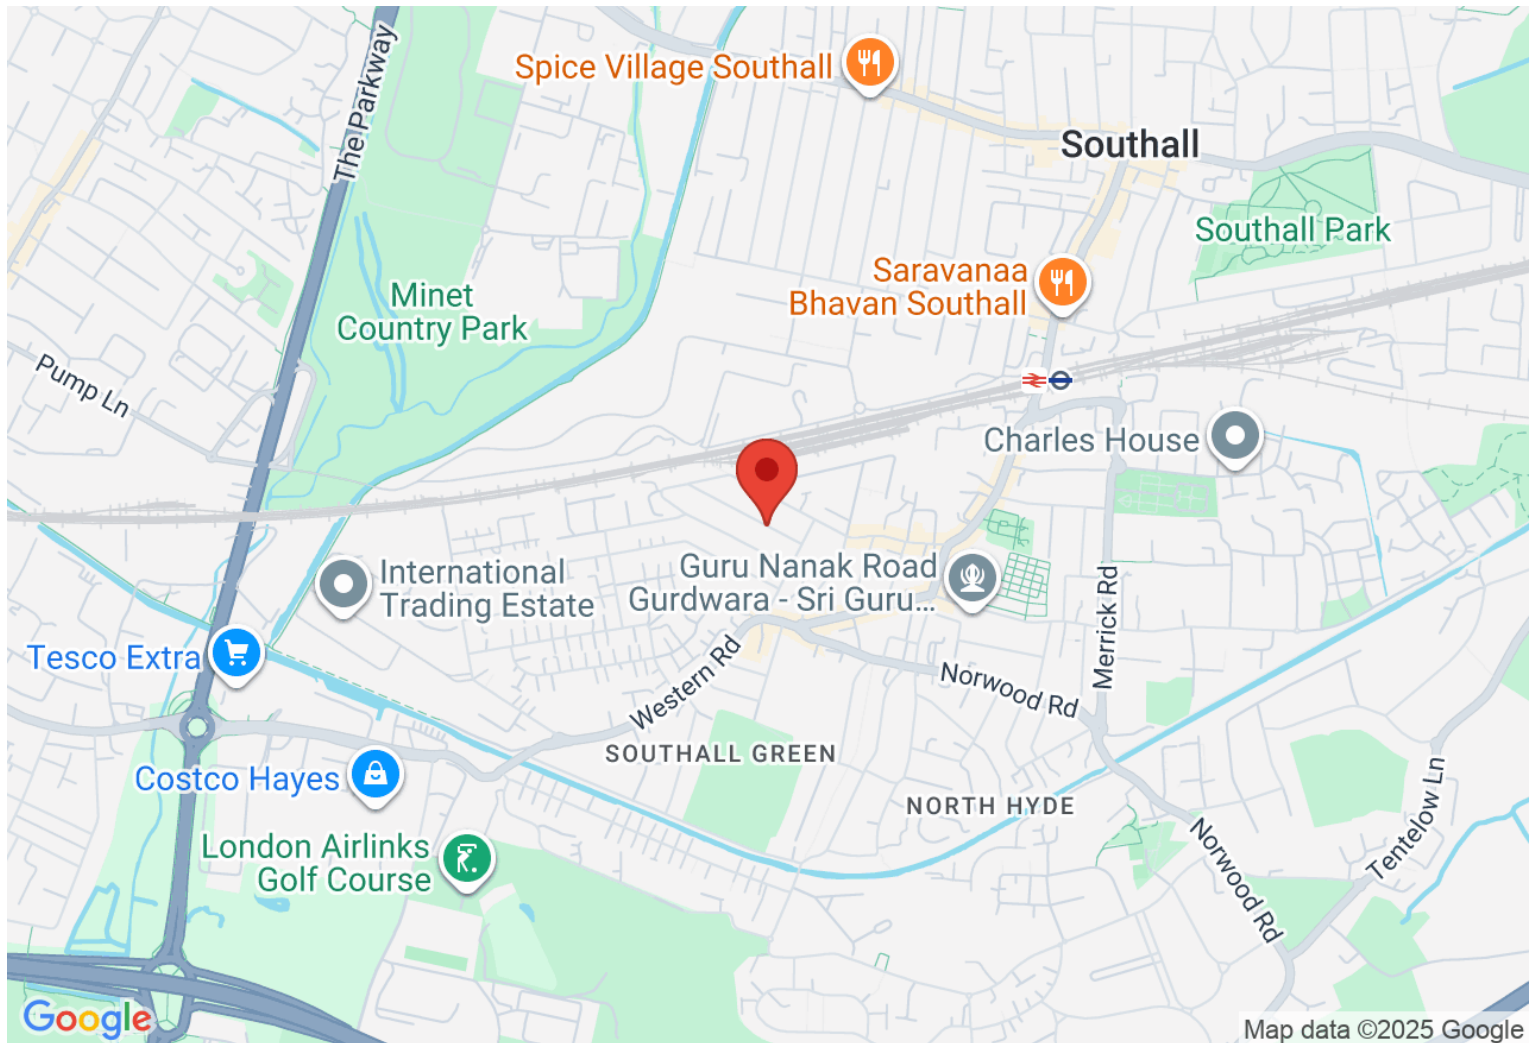 The Parkway
Spice Village Southall
Southall
Southall Park
Saravanaa
Bhavan Southall
Minet
Country Park
Pump Ln
Charles House
International
Trading Estate
Guru Nanak Road
Gurdwara - Sri Guru...
Merrick Rd
Tesco Extra
Western Rd
Norwood Rd
SOUTHALL GREEN
Costco Hayes
NORTH HYDE
London Airlinks
Golf Course
Norwood Rd
Tentelow Ln
Google
Map data ©2025 Google